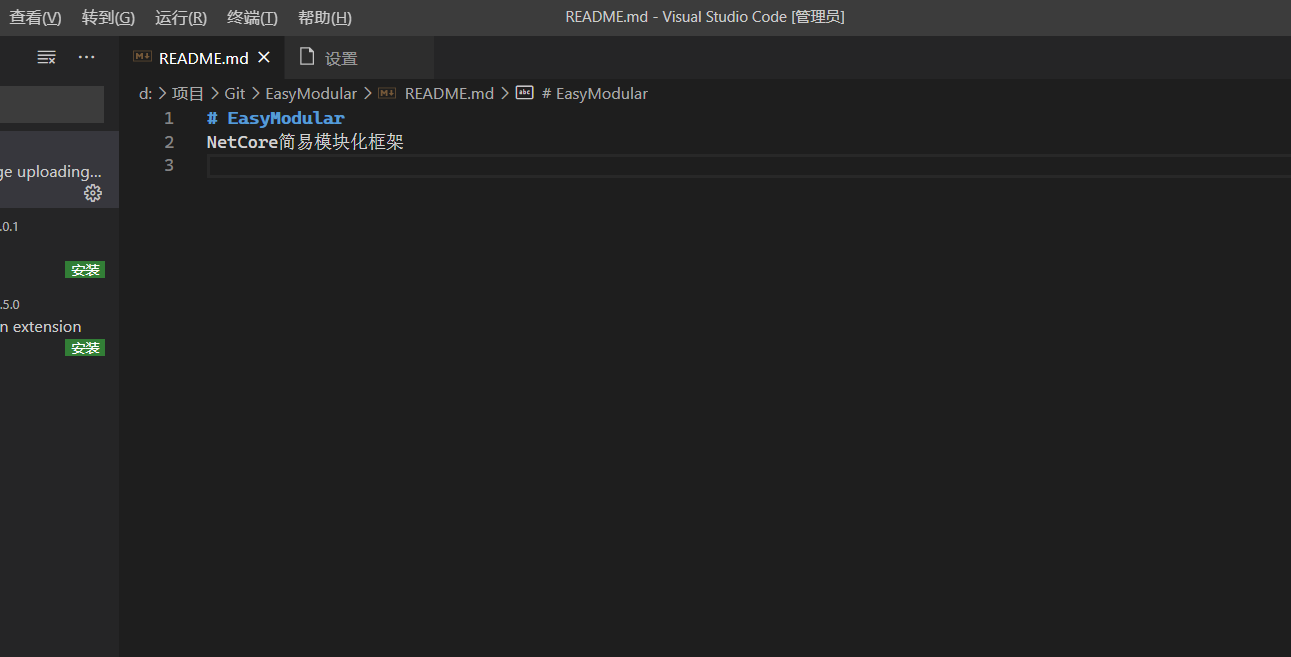 查看(V) 转到(G) 运行(R) 终端(T) 帮助(H) README.md - Visual Studio Code [管理员]
README.md 设置
d: 项目 Git EasyModular README.md # EasyModular
1 # EasyModular
2 NetCore简易模块化框架
3
ge uploading...
.0.1
安装
.5.0
n extension
安装